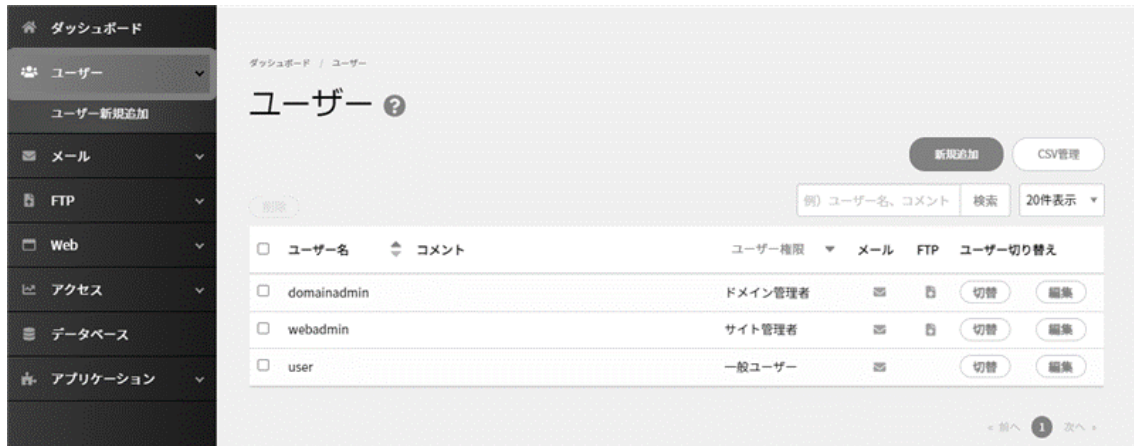 ダッシュボード
ユーザー
ユーザー新規追加
メール
FTP
Web
アクセス
データベース
アプリケーション
ダッシュボード / ユーザー
ユーザー ?
新規追加 CSV管理
削除 例）ユーザー名、コメント 検索 20件表示
ユーザー名 コメント ユーザー権限 メール FTP ユーザー切り替え
domainadmin ドメイン管理者 切替 編集
webadmin サイト管理者 切替 編集
user 一般ユーザー 切替 編集
« 前へ 1 次へ »